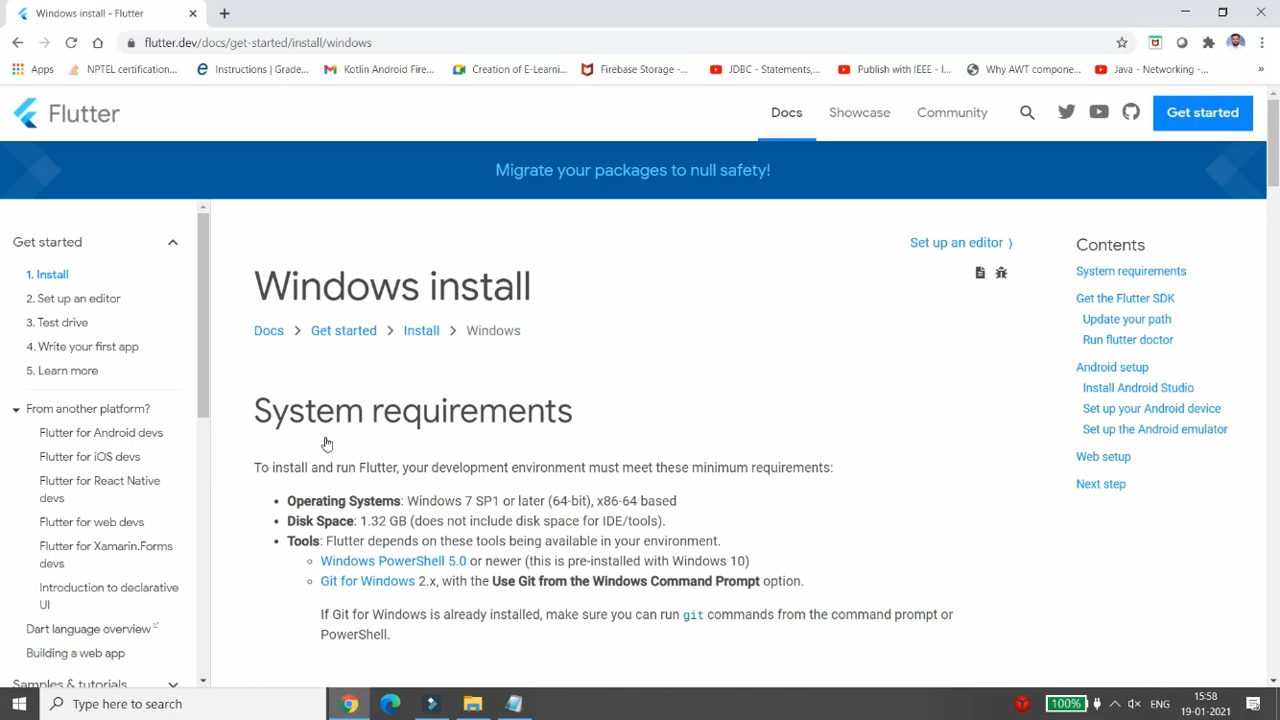 Windows install - Flutter
flutter.dev/docs/get-started/install/windows
Apps
NPTEL certification...
Instructions | Grade...
Kotlin Android Fire...
Creation of E-Learni...
Firebase Storage -...
JDBC - Statements,...
Publish with IEEE - I...
Why AWT compone...
Java - Networking -...
»
Flutter
Docs
Showcase
Community
Get started
Migrate your packages to null safety!
Get started
1. Install
2. Set up an editor
3. Test drive
4. Write your first app
5. Learn more
From another platform?
Flutter for Android devs
Flutter for iOS devs
Flutter for React Native
devs
Flutter for web devs
Flutter for Xamarin.Forms
devs
Introduction to declarative
UI
Dart language overview
Building a web app
Samples & tutorials
Set up an editor ⟩
Windows install
Docs > Get started > Install > Windows
System requirements
To install and run Flutter, your development environment must meet these minimum requirements:
• Operating Systems: Windows 7 SP1 or later (64-bit), x86-64 based
• Disk Space: 1.32 GB (does not include disk space for IDE/tools).
• Tools: Flutter depends on these tools being available in your environment.
◦ Windows PowerShell 5.0 or newer (this is pre-installed with Windows 10)
◦ Git for Windows 2.x, with the Use Git from the Windows Command Prompt option.
If Git for Windows is already installed, make sure you can run git commands from the command prompt or
PowerShell.
Contents
System requirements
Get the Flutter SDK
Update your path
Run flutter doctor
Android setup
Install Android Studio
Set up your Android device
Set up the Android emulator
Web setup
Next step
Type here to search
100%
ENG
15:58
19-01-2021